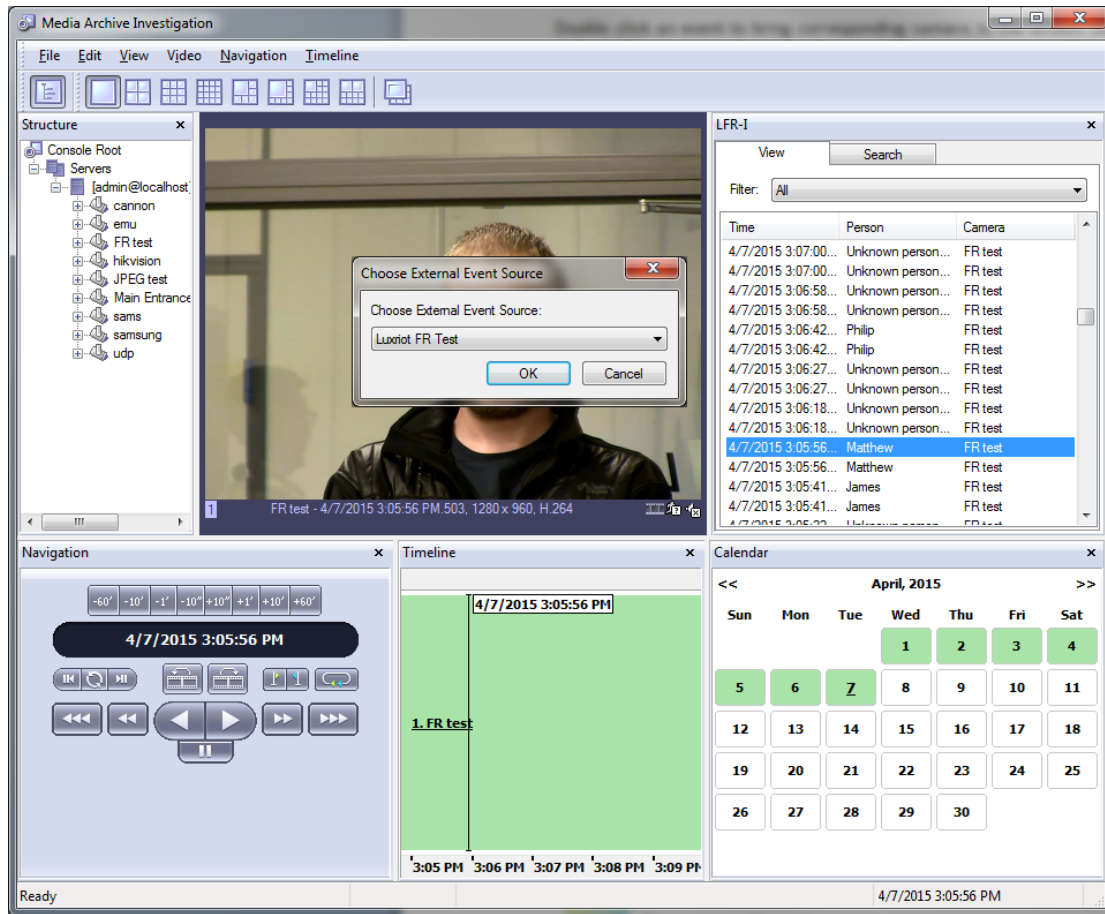 Double click an event to bring corresponding camera
Media Archive Investigation
File Edit View Video Navigation Timeline
Structure
Console Root
Servers
[admin@localhost]
cannon
emu
FR test
hikvision
JPEG test
Main Entrance
sams
samsung
udp
Choose External Event Source
Choose External Event Source:
Luxriot FR Test
OK Cancel
1 FR test - 4/7/2015 3:05:56 PM.503, 1280 x 960, H.264
LFR-I
View Search
Filter: All
Time Person Camera
4/7/2015 3:07:00... Unknown person... FR test
4/7/2015 3:07:00... Unknown person... FR test
4/7/2015 3:06:58... Unknown person... FR test
4/7/2015 3:06:58... Unknown person... FR test
4/7/2015 3:06:42... Philip FR test
4/7/2015 3:06:42... Philip FR test
4/7/2015 3:06:27... Unknown person... FR test
4/7/2015 3:06:27... Unknown person... FR test
4/7/2015 3:06:18... Unknown person... FR test
4/7/2015 3:06:18... Unknown person... FR test
4/7/2015 3:05:56... Matthew FR test
4/7/2015 3:05:56... Matthew FR test
4/7/2015 3:05:41... James FR test
4/7/2015 3:05:41... James FR test
Navigation
-60' -10' -1' -10" +10" +1' +10' +60'
4/7/2015 3:05:56 PM
Timeline
4/7/2015 3:05:56 PM
1. FR test
3:05 PM 3:06 PM 3:07 PM 3:08 PM 3:09 PM
Calendar
<< April, 2015 >>
Sun Mon Tue Wed Thu Fri Sat
1 2 3 4
5 6 7 8 9 10 11
12 13 14 15 16 17 18
19 20 21 22 23 24 25
26 27 28 29 30
Ready
4/7/2015 3:05:56 PM